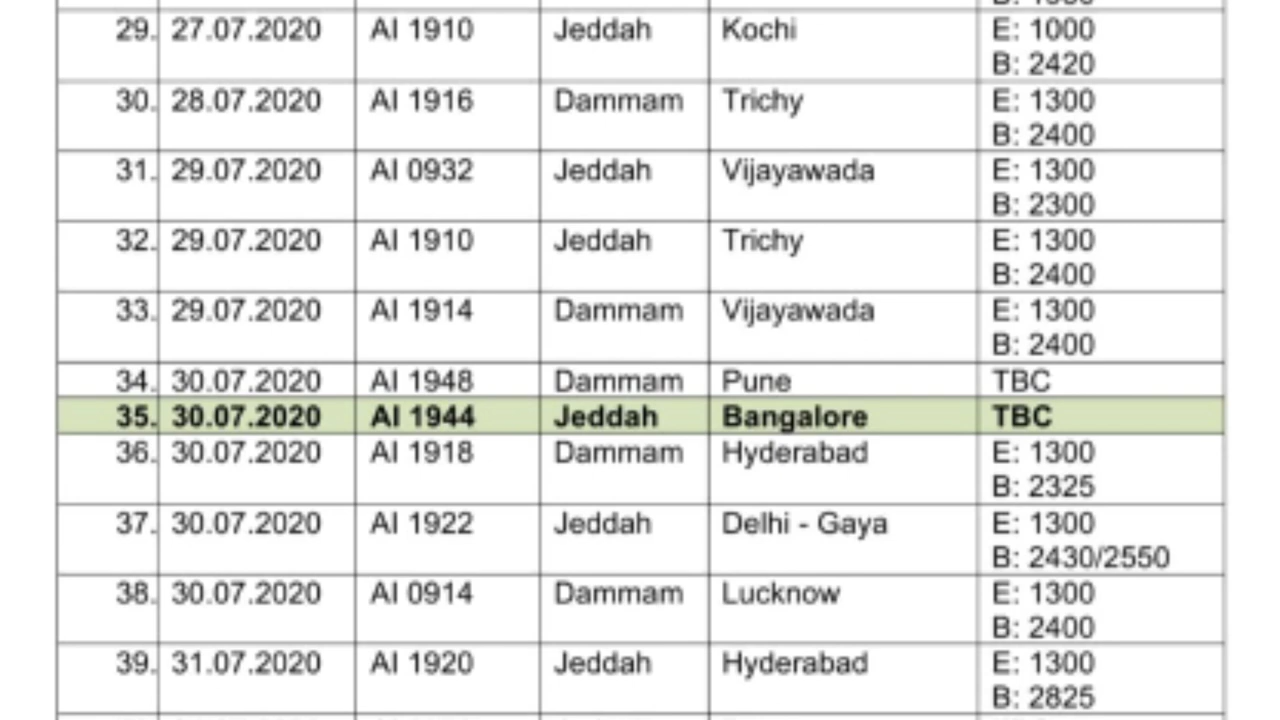 29. 27.07.2020 AI 1910 Jeddah Kochi E: 1000
B: 2420
30. 28.07.2020 AI 1916 Dammam Trichy E: 1300
B: 2400
31. 29.07.2020 AI 0932 Jeddah Vijayawada E: 1300
B: 2300
32. 29.07.2020 AI 1910 Jeddah Trichy E: 1300
B: 2400
33. 29.07.2020 AI 1914 Dammam Vijayawada E: 1300
B: 2400
34. 30.07.2020 AI 1948 Dammam Pune TBC
35. 30.07.2020 AI 1944 Jeddah Bangalore TBC
36. 30.07.2020 AI 1918 Dammam Hyderabad E: 1300
B: 2325
37. 30.07.2020 AI 1922 Jeddah Delhi - Gaya E: 1300
B: 2430/2550
38. 30.07.2020 AI 0914 Dammam Lucknow E: 1300
B: 2400
39. 31.07.2020 AI 1920 Jeddah Hyderabad E: 1300
B: 2825